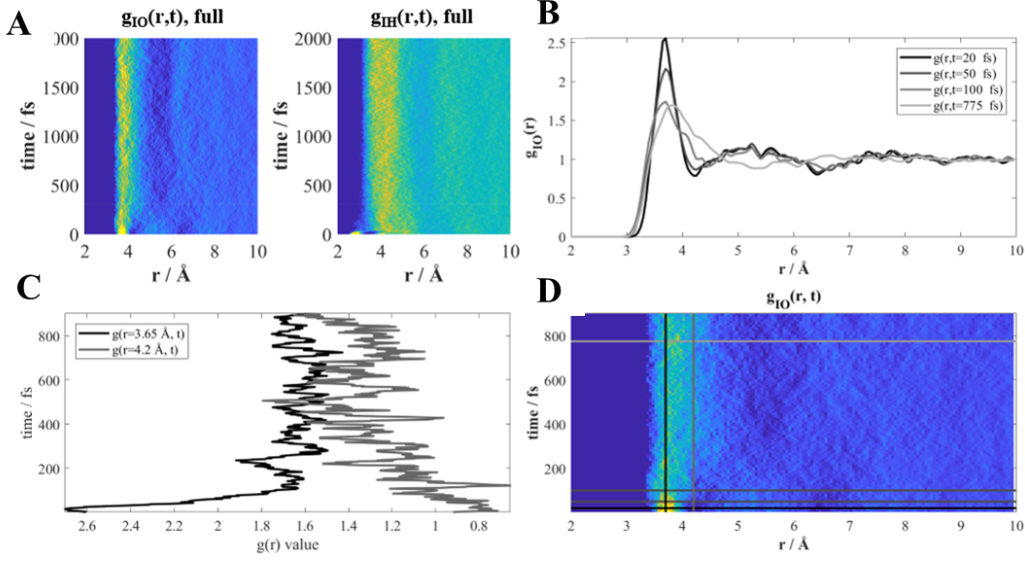 A
g_IO(r,t), full
2000
1500
1000
500
0
time / fs
2 4 6 8 10
r / Å
g_IH(r,t), full
2000
1500
1000
500
0
time / fs
2 4 6 8 10
r / Å
B
g_IO(r)
2.5
2
1.5
1
0.5
0
2 3 4 5 6 7 8 9 10
r / Å
g(r,t=20 fs)
g(r,t=50 fs)
g(r,t=100 fs)
g(r,t=775 fs)
C
g(r=3.65 Å, t)
g(r=4.2 Å, t)
time / fs
800
600
400
200
2.6 2.4 2.2 2 1.8 1.6 1.4 1.2 1 0.8
g(r) value
D
g_IO(r, t)
time / fs
800
600
400
200
2 3 4 5 6 7 8 9 10
r / Å